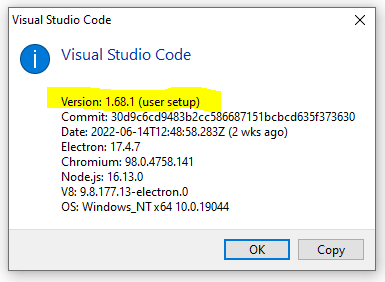 Visual Studio Code
Visual Studio Code
Version: 1.68.1 (user setup)
Commit: 30d9c6cd9483b2cc586687151bcbcd635f373630
Date: 2022-06-14T12:48:58.283Z (2 wks ago)
Electron: 17.4.7
Chromium: 98.0.4758.141
Node.js: 16.13.0
V8: 9.8.177.13-electron.0
OS: Windows_NT x64 10.0.19044
OK
Copy